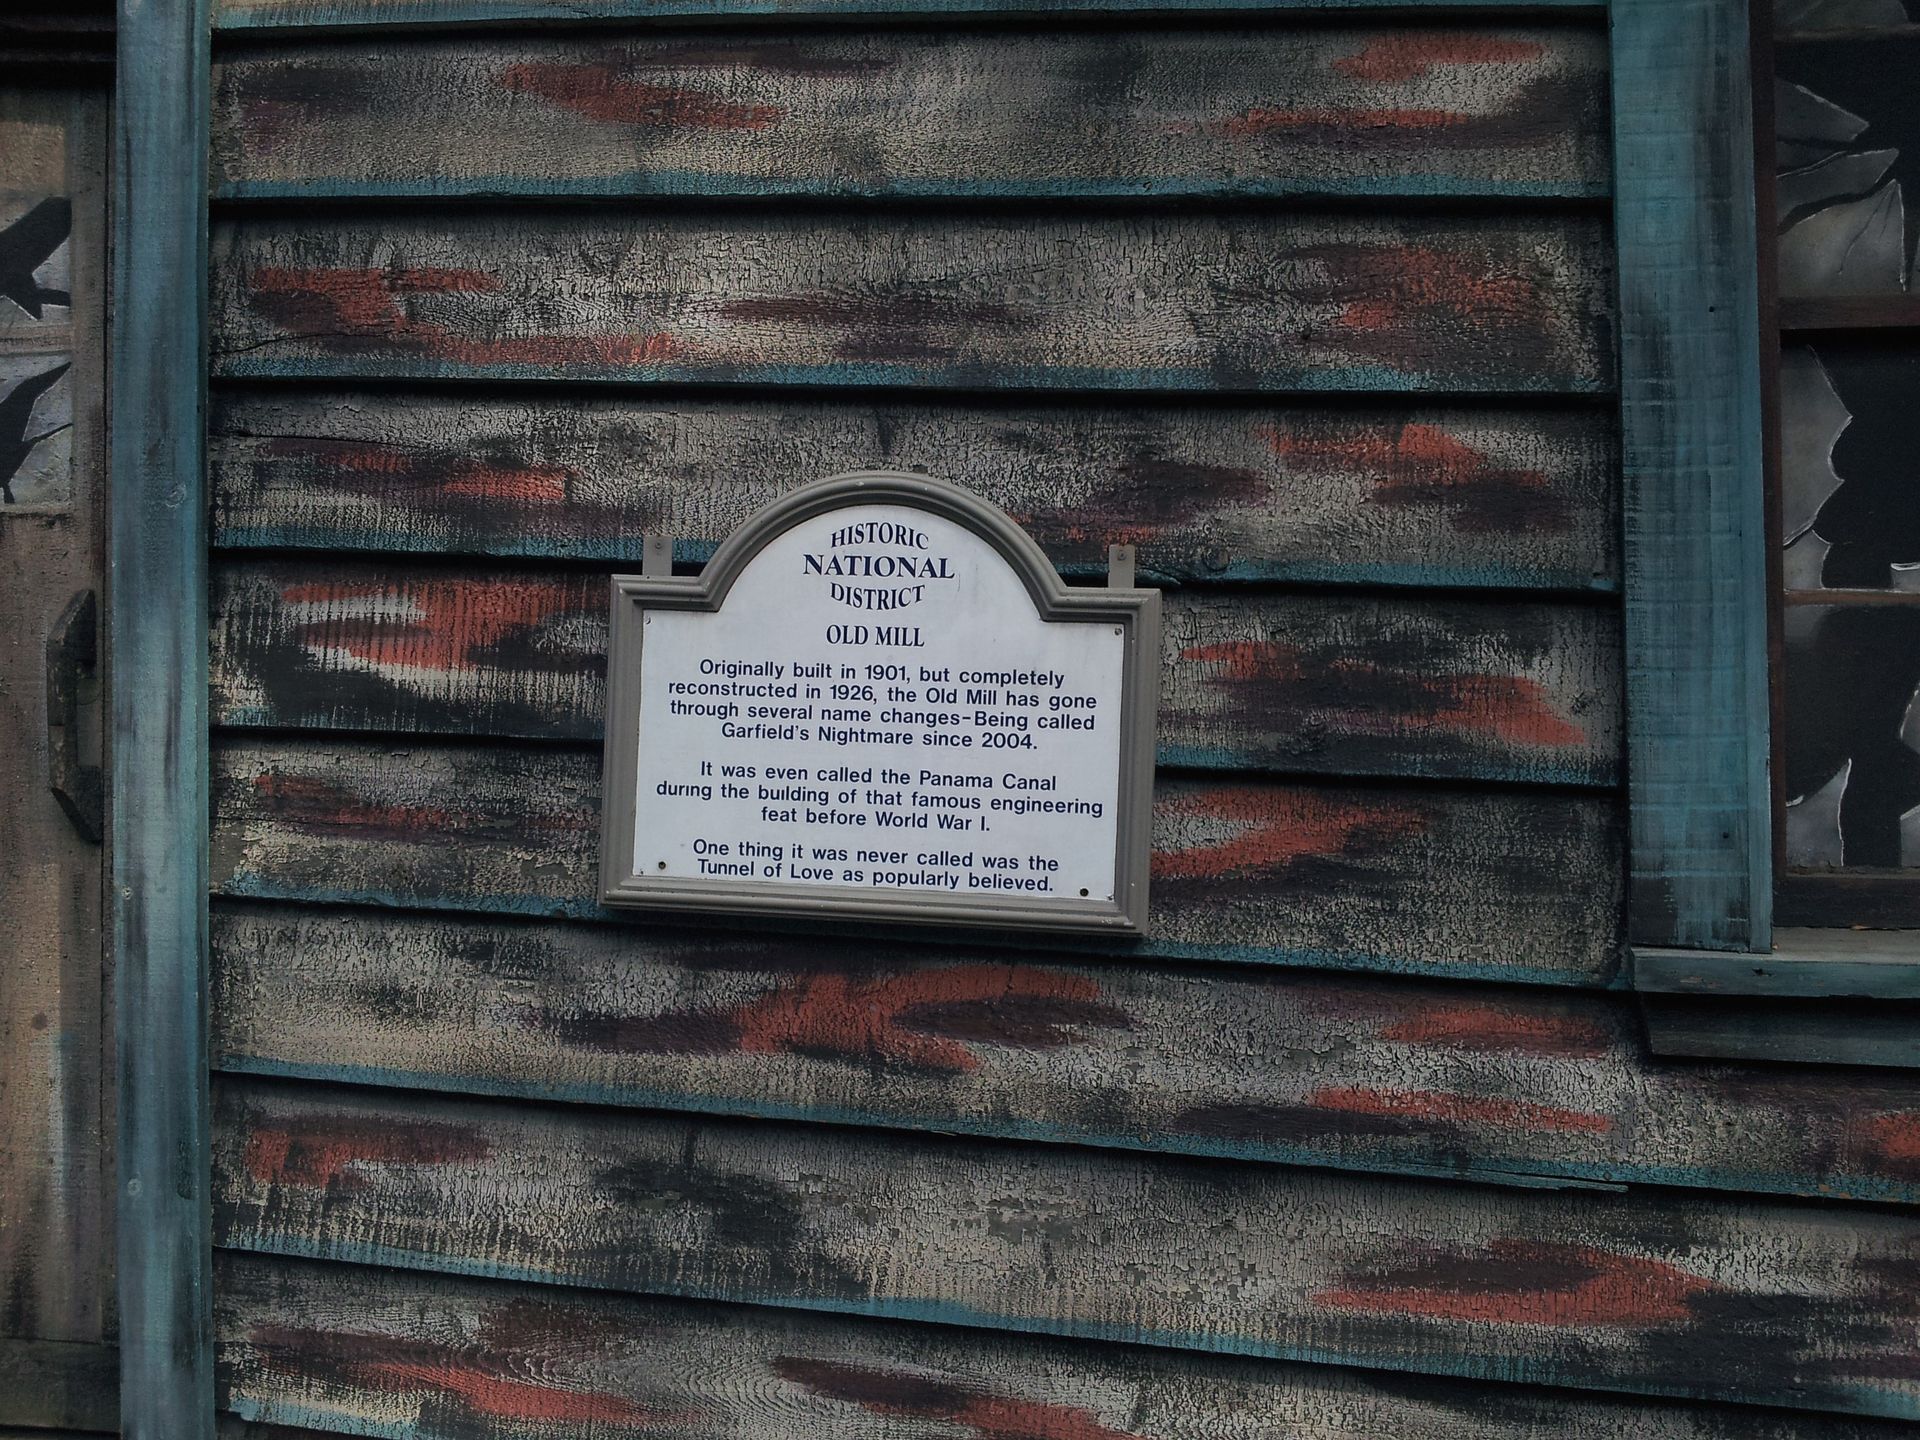 HISTORIC
NATIONAL
DISTRICT
OLD MILL
Originally built in 1901, but completely
reconstructed in 1926, the Old Mill has gone
through several name changes-Being called
Garfield's Nightmare since 2004.
It was even called the Panama Canal
during the building of that famous engineering
feat before World War I.
One thing it was never called was the
Tunnel of Love as popularly believed.